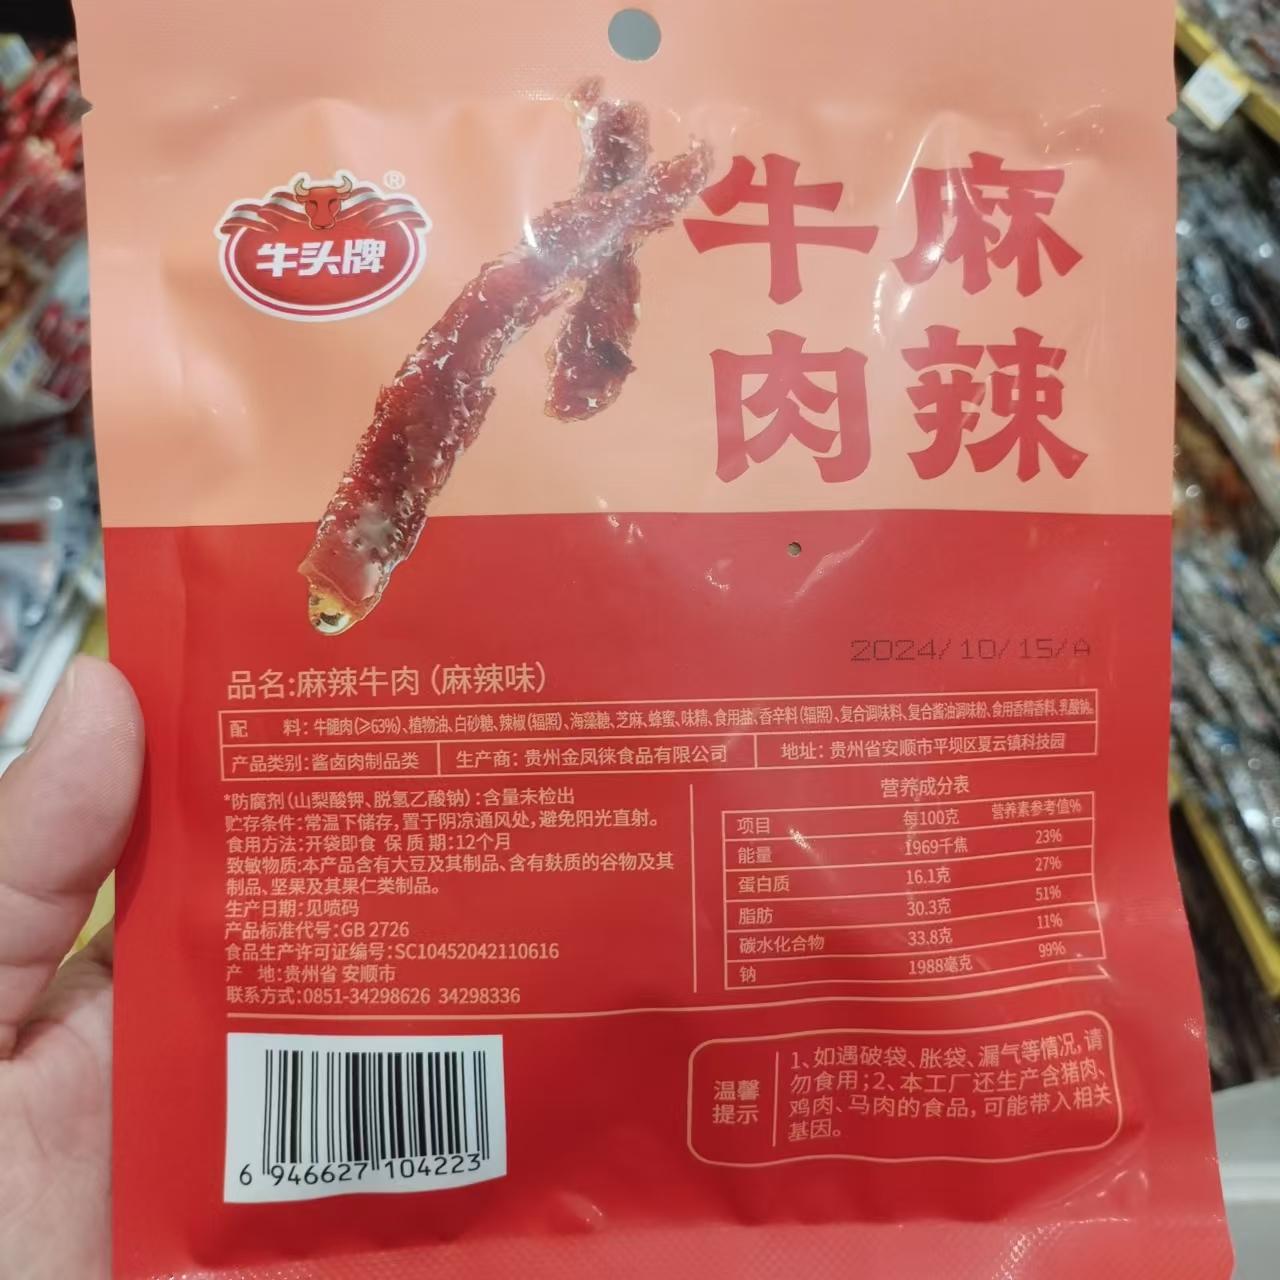 牛头牌®
麻辣
牛肉
2024/10/15/A
品名:麻辣牛肉（麻辣味）
配 料: 牛腿肉(≥63%)、植物油、白砂糖、辣椒(辐照)、海藻糖、芝麻、蜂蜜、味精、食用盐、香辛料(辐照)、复合调味料、复合酱油调味粉、食用香精香料、乳酸钠。
产品类别: 酱卤肉制品类 生产商: 贵州金凤徕食品有限公司 地址: 贵州省安顺市平坝区夏云镇科技园
*防腐剂(山梨酸钾、脱氢乙酸钠):含量未检出
贮存条件:常温下储存,置于阴凉通风处,避免阳光直射。
食用方法:开袋即食 保质期:12个月
致敏物质:本产品含有大豆及其制品、含有麸质的谷物及其
制品、坚果及其果仁类制品。
生产日期:见喷码
产品标准代号:GB 2726
食品生产许可证编号:SC10452042110616
产 地:贵州省 安顺市
联系方式:0851-34298626 34298336
营养成分表
项目 每100克 营养素参考值%
能量 1969千焦 23%
蛋白质 16.1克 27%
脂肪 30.3克 51%
碳水化合物 33.8克 11%
钠 1988毫克 99%
6 946627 104223
温馨
提示
1、如遇破袋、胀袋、漏气等情况,请
勿食用;2、本工厂还生产含猪肉、
鸡肉、马肉的食品,可能带入相关
基因。